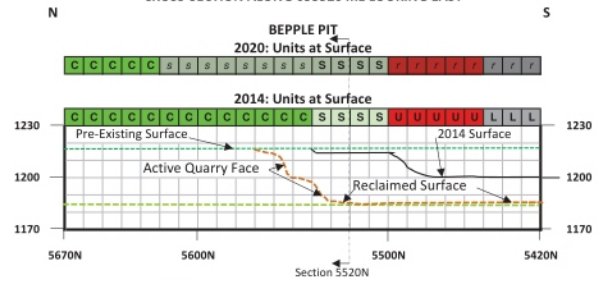 N
S
BEPPLE PIT
2020: Units at Surface
C C C C C s s s s s s s s S S S S r r r r r r r r
2014: Units at Surface
C C C C C C C C C C C C C S S S S U U U U U L L L
1230 1230
Pre-Existing Surface 2014 Surface
Active Quarry Face
Reclaimed Surface
1200 1200
1170 1170
5670N 5600N 5500N 5420N
Section 5520N